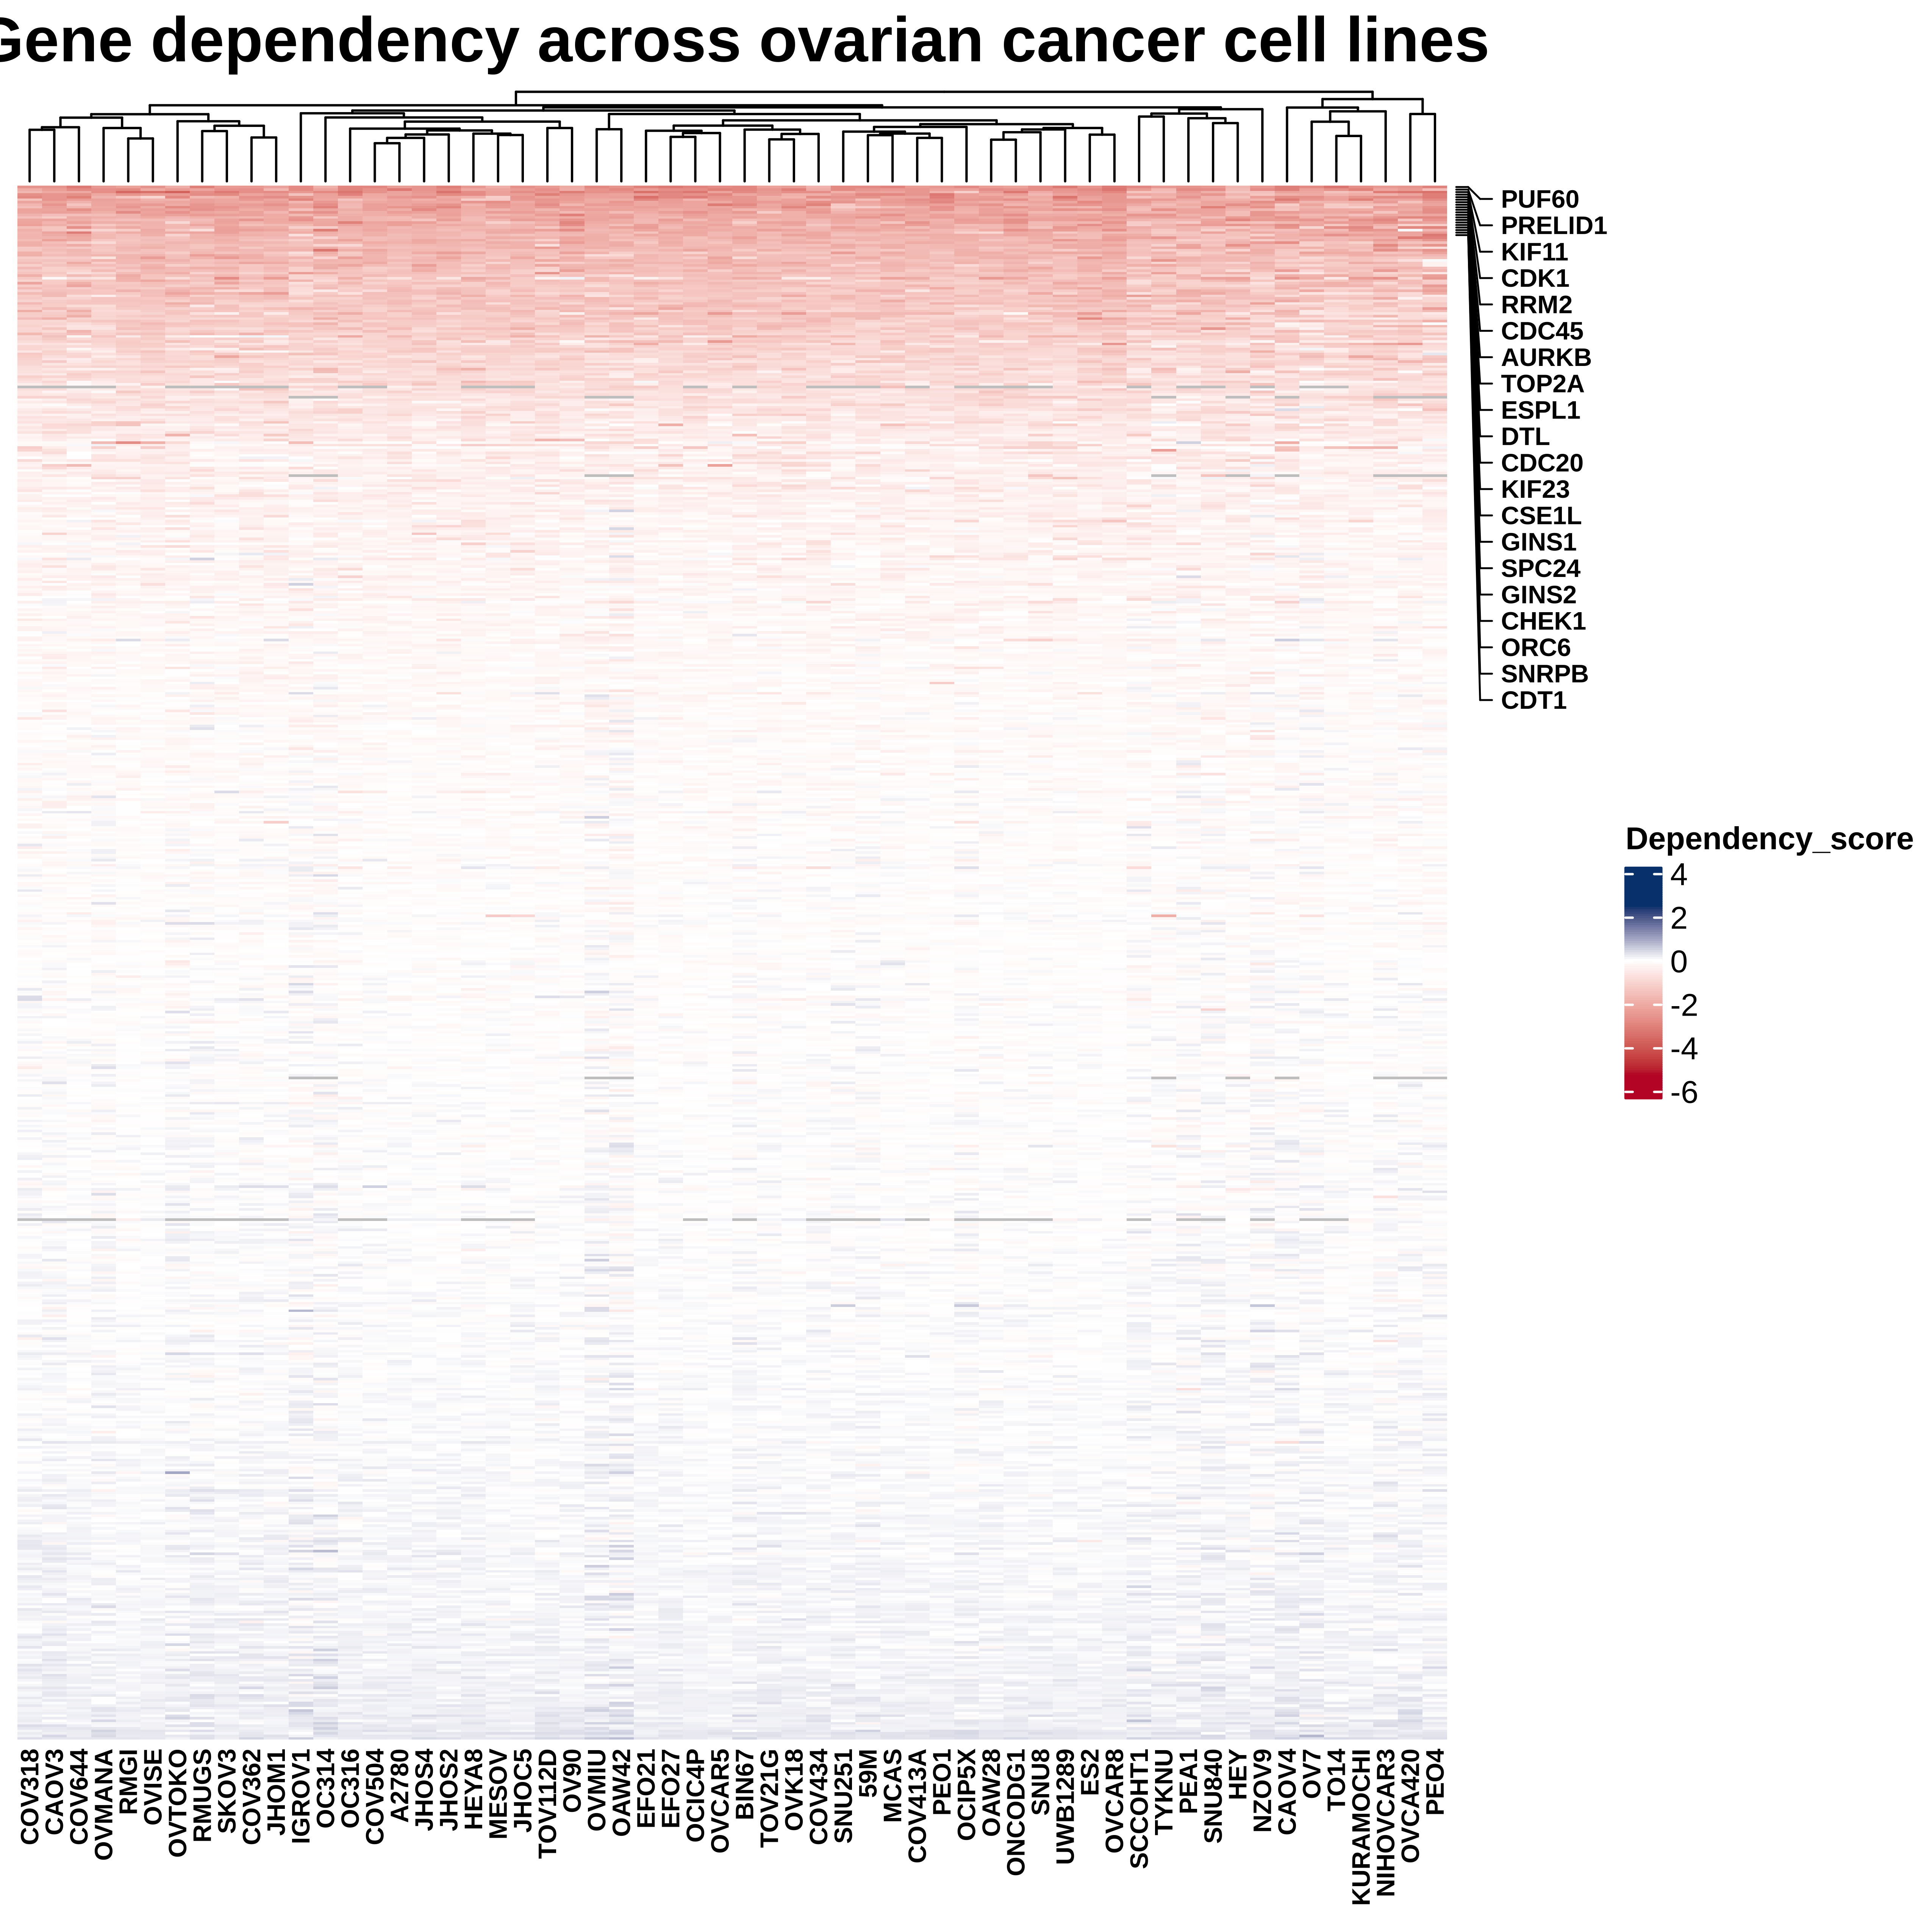 Gene dependency across ovarian cancer cell lines
PUF60
PRELID1
KIF11
CDK1
RRM2
CDC45
AURKB
TOP2A
ESPL1
DTL
CDC20
KIF23
CSE1L
GINS1
SPC24
GINS2
CHEK1
ORC6
SNRPB
CDT1
Dependency_score
4
2
0
-2
-4
-6
COV318
CAOV3
COV644
OVMANA
RMGI
OVISE
OVTOKO
RMUGS
SKOV3
COV362
JHOM1
IGROV1
OC314
OC316
COV504
A2780
JHOS4
JHOS2
HEYA8
MESOV
JHOC5
TOV112D
OV90
OVMIU
OAW42
EFO21
EFO27
OCIC4P
OVCAR5
BIN67
TOV21G
OVK18
COV434
SNU251
59M
MCAS
COV413A
PEO1
OCIP5X
OAW28
ONCODG1
SNU8
UWB1289
ES2
OVCAR8
SCCOHT1
TYKNU
PEA1
SNU840
HEY
NZOV9
CAOV4
OV7
TO14
KURAMOCHI
NIHOVCAR3
OVCA420
PEO4